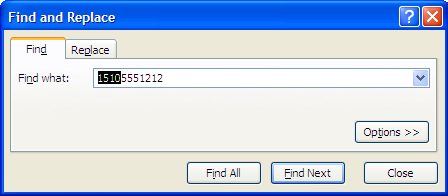 Find and Replace
Find Replace
Find what: 15105551212
Options >>
Find All Find Next Close